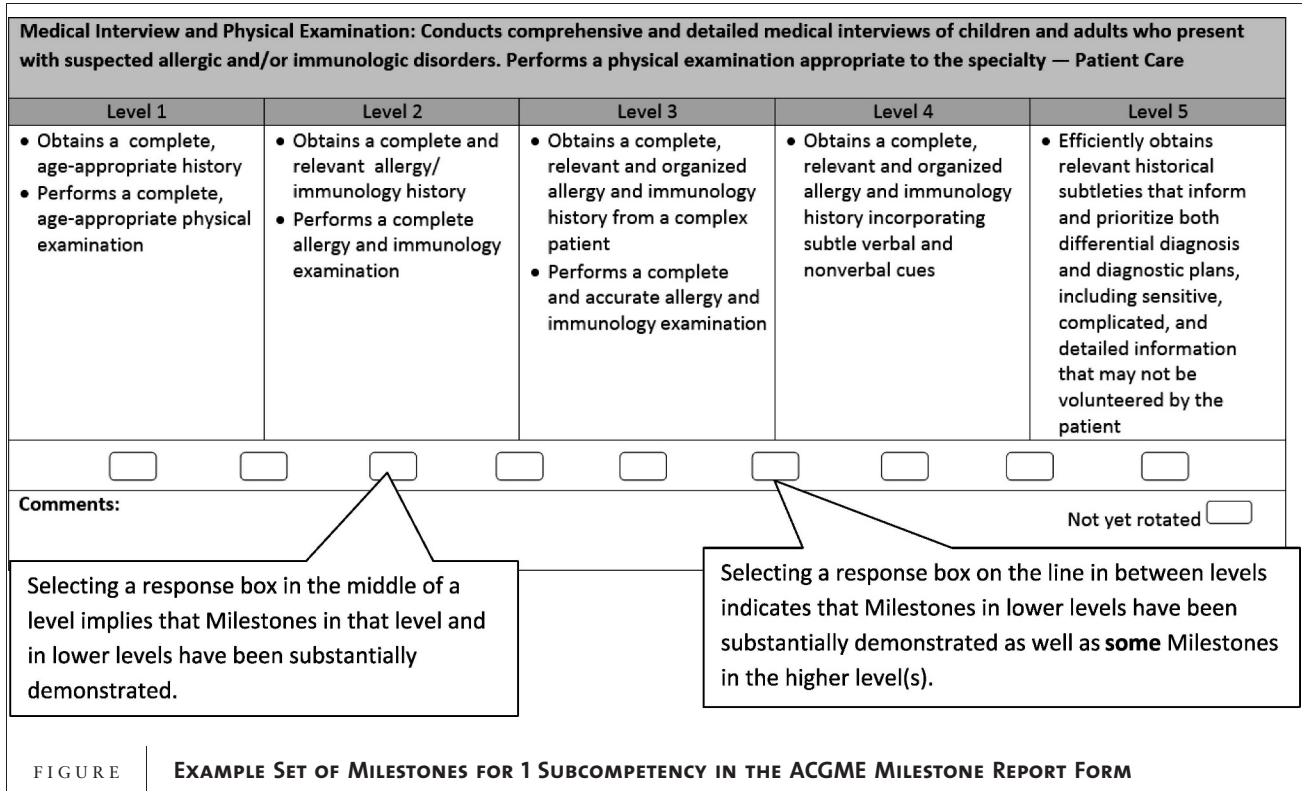 Medical Interview and Physical Examination: Conducts comprehensive and detailed medical interviews of children and adults who present
with suspected allergic and/or immunologic disorders. Performs a physical examination appropriate to the specialty — Patient Care
Level 1
Level 2
Level 3
Level 4
Level 5
• Obtains a complete,
age-appropriate history
• Performs a complete,
age-appropriate physical
examination
• Obtains a complete and
relevant allergy/
immunology history
• Performs a complete
allergy and immunology
examination
• Obtains a complete,
relevant and organized
allergy and immunology
history from a complex
patient
• Performs a complete
and accurate allergy and
immunology examination
• Obtains a complete,
relevant and organized
allergy and immunology
history incorporating
subtle verbal and
nonverbal cues
• Efficiently obtains
relevant historical
subtleties that inform
and prioritize both
differential diagnosis
and diagnostic plans,
including sensitive,
complicated, and
detailed information
that may not be
volunteered by the
patient
Comments:
Not yet rotated
Selecting a response box in the middle of a
level implies that Milestones in that level and
in lower levels have been substantially
demonstrated.
Selecting a response box on the line in between levels
indicates that Milestones in lower levels have been
substantially demonstrated as well as some Milestones
in the higher level(s).
FIGURE EXAMPLE SET OF MILESTONES FOR 1 SUBCOMPETENCY IN THE ACGME MILESTONE REPORT FORM